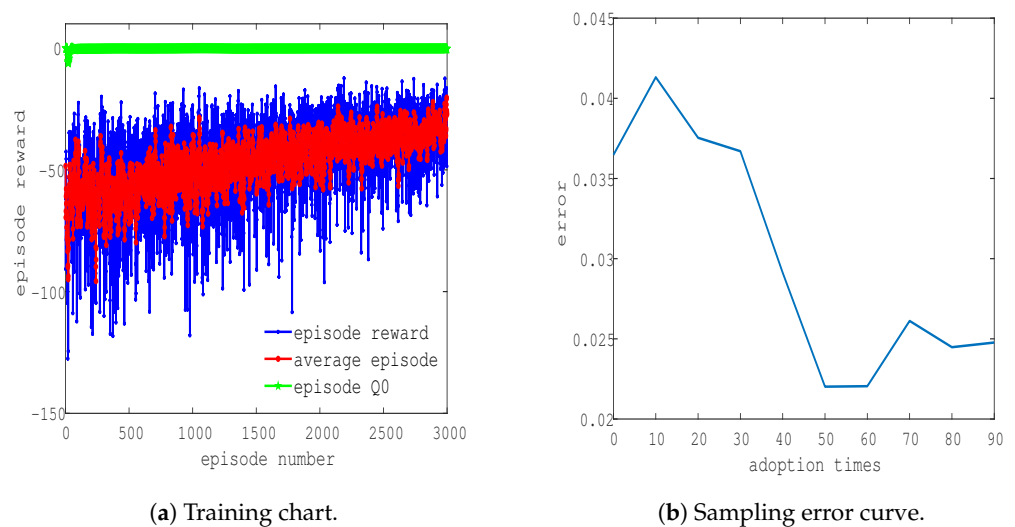 0
-50
-100
-150
episode reward
episode reward
average episode
episode Q0
0 500 1000 1500 2000 2500 3000
episode number
(a) Training chart.
0.045
0.04
0.035
0.03
0.025
0.02
error
0 10 20 30 40 50 60 70 80 90
adoption times
(b) Sampling error curve.